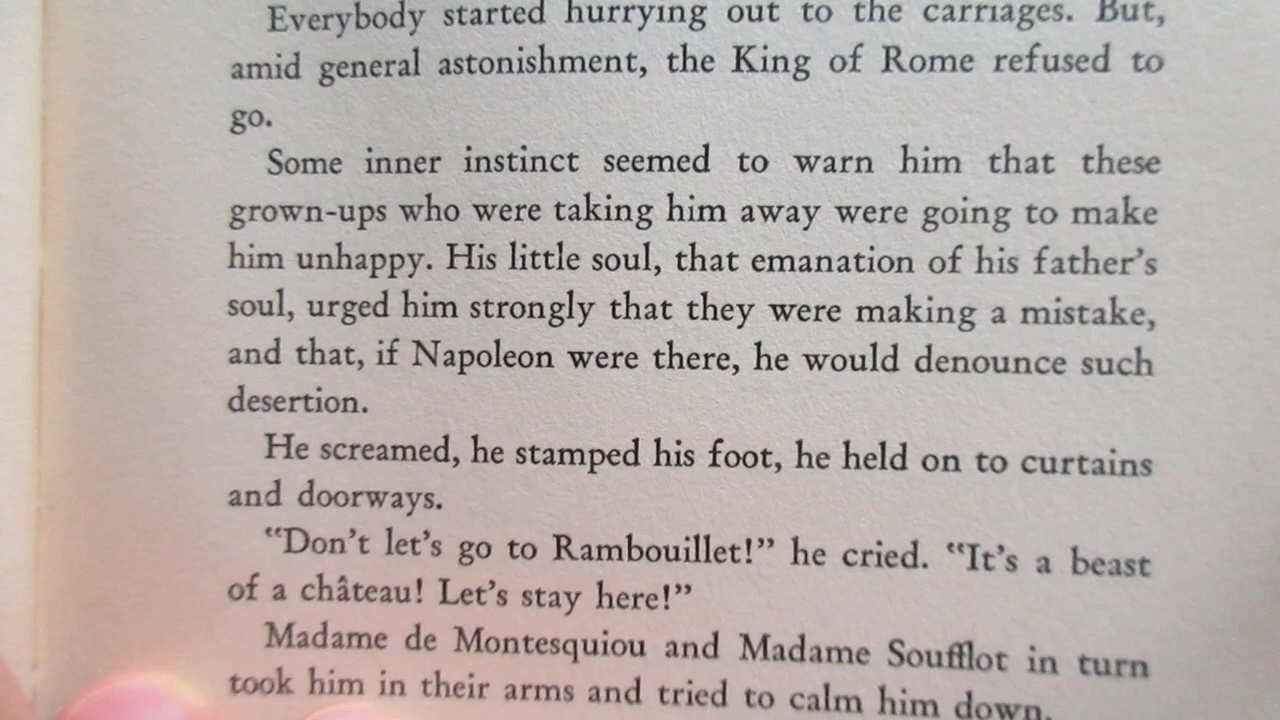 Everybody started hurrying out to the carriages. But,
amid general astonishment, the King of Rome refused to
go.
Some inner instinct seemed to warn him that these
grown-ups who were taking him away were going to make
him unhappy. His little soul, that emanation of his father's
soul, urged him strongly that they were making a mistake,
and that, if Napoleon were there, he would denounce such
desertion.
He screamed, he stamped his foot, he held on to curtains
and doorways.
“Don't let's go to Rambouillet!” he cried. “It's a beast
of a château! Let's stay here!”
Madame de Montesquiou and Madame Soufflot in turn
took him in their arms and tried to calm him down.